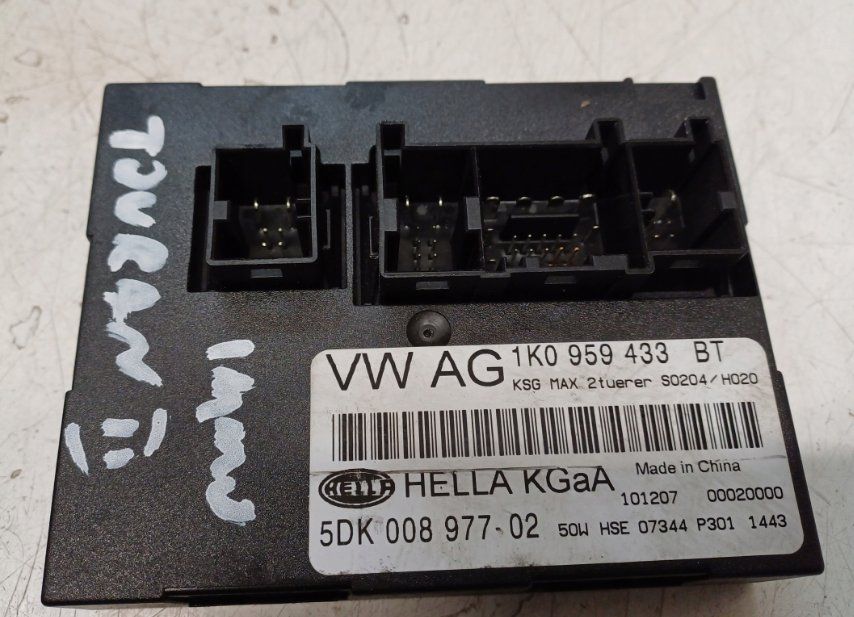 TOURAN
II
VW AG 1K0 959 433 BT
KSG MAX 2tuerer S0204/H020
HELLA HELLA KGaA Made in China
101207 00020000
5DK 008 977-02 50W HSE 07344 P301 1443